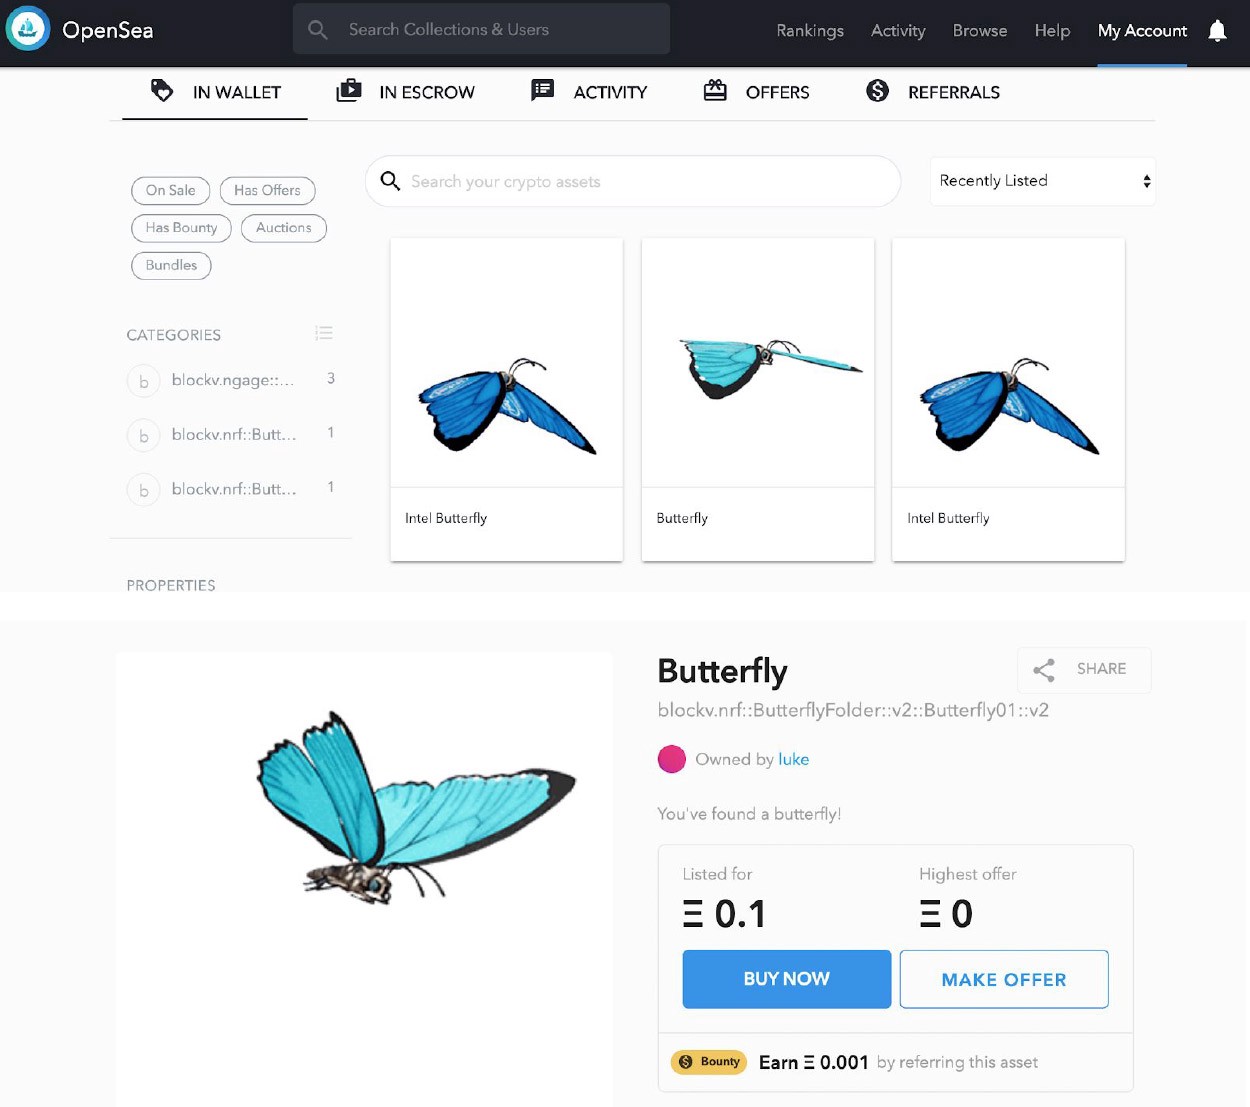 OpenSea
Search Collections & Users
Rankings
Activity
Browse
Help
My Account
IN WALLET
IN ESCROW
ACTIVITY
OFFERS
REFERRALS
On Sale
Has Offers
Has Bounty
Auctions
Bundles
Search your crypto assets
Recently Listed
CATEGORIES
b blockv.ngage::... 3
b blockv.nrf::Butt... 1
b blockv.nrf::Butt... 1
PROPERTIES
Intel Butterfly
Butterfly
Intel Butterfly
Butterfly
SHARE
blockv.nrf::ButterflyFolder::v2::Butterfly01::v2
Owned by luke
You've found a butterfly!
Listed for
Ξ 0.1
Highest offer
Ξ 0
BUY NOW
MAKE OFFER
Bounty Earn Ξ 0.001 by referring this asset